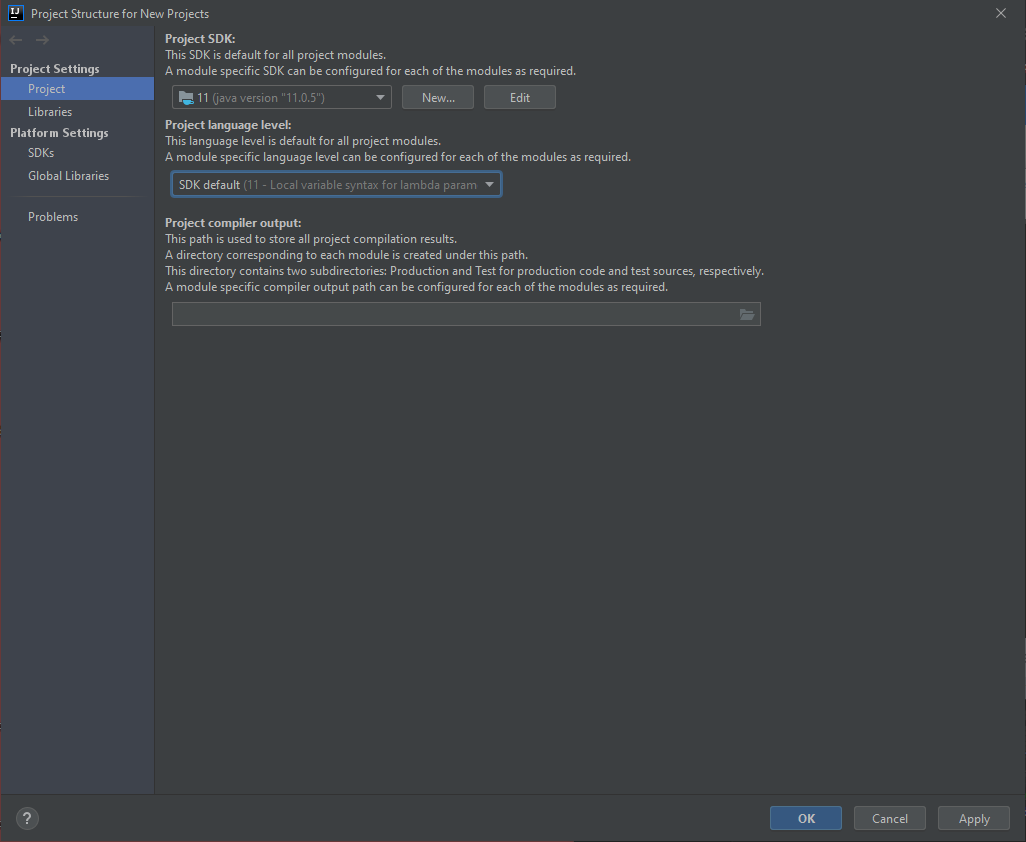 IJ
Project Structure for New Projects
Project Settings
Project
Libraries
Platform Settings
SDKs
Global Libraries
Problems
Project SDK:
This SDK is default for all project modules.
A module specific SDK can be configured for each of the modules as required.
11 (java version "11.0.5")
New...
Edit
Project language level:
This language level is default for all project modules.
A module specific language level can be configured for each of the modules as required.
SDK default (11 - Local variable syntax for lambda param
Project compiler output:
This path is used to store all project compilation results.
A directory corresponding to each module is created under this path.
This directory contains two subdirectories: Production and Test for production code and test sources, respectively.
A module specific compiler output path can be configured for each of the modules as required.
?
OK
Cancel
Apply